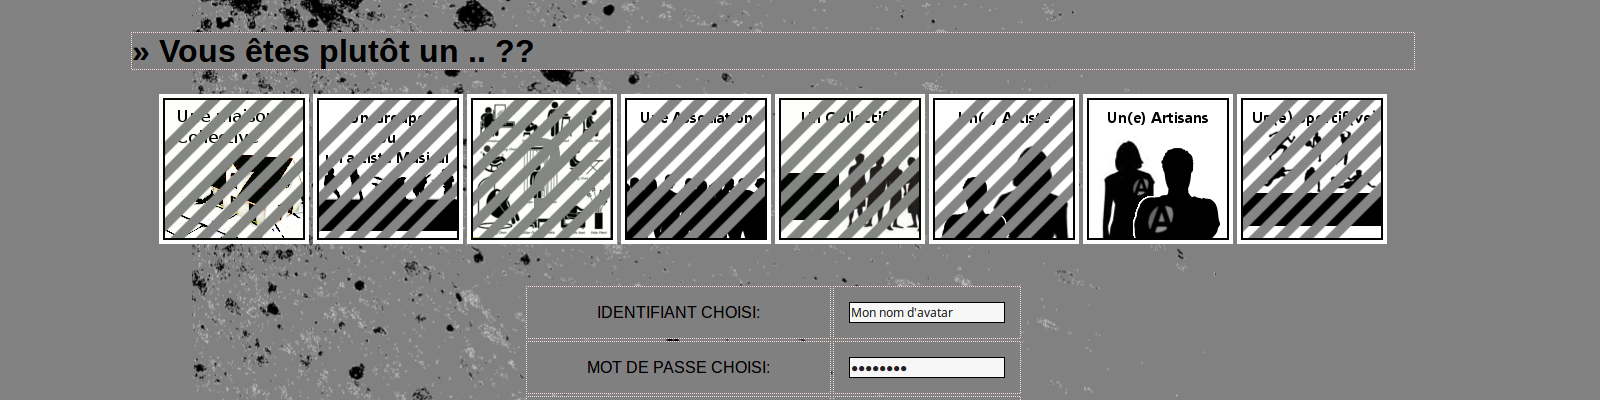 » Vous êtes plutôt un .. ??
Une maison
Collective
Un Groupe
ou
un artiste Musical
Une Association
Un Collectif
Un(e) Artiste
Un(e) Artisans
Un(e) Sportif(ive)
IDENTIFIANT CHOISI:
Mon nom d'avatar
MOT DE PASSE CHOISI:
••••••••